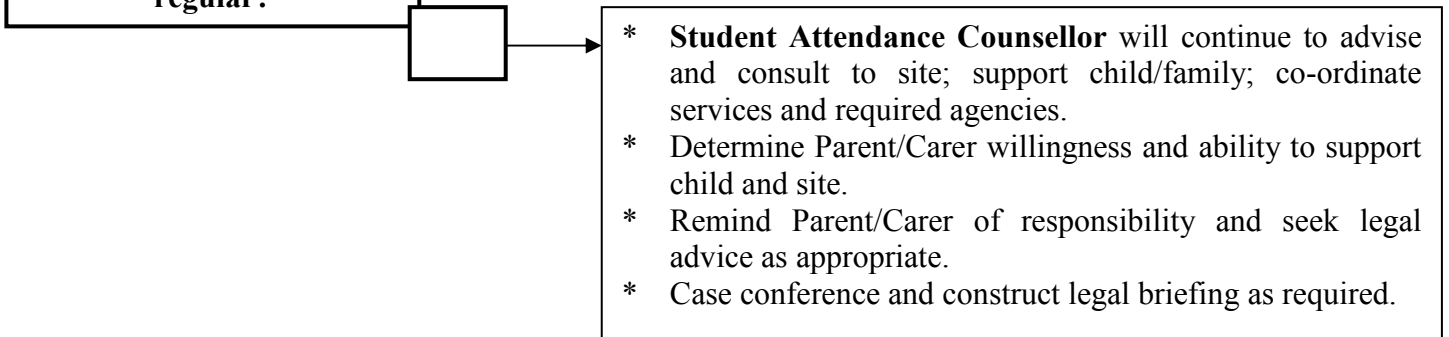 regular?
* Student Attendance Counsellor will continue to advise
and consult to site; support child/family; co-ordinate
services and required agencies.
* Determine Parent/Carer willingness and ability to support
child and site.
* Remind Parent/Carer of responsibility and seek legal
advice as appropriate.
* Case conference and construct legal briefing as required.